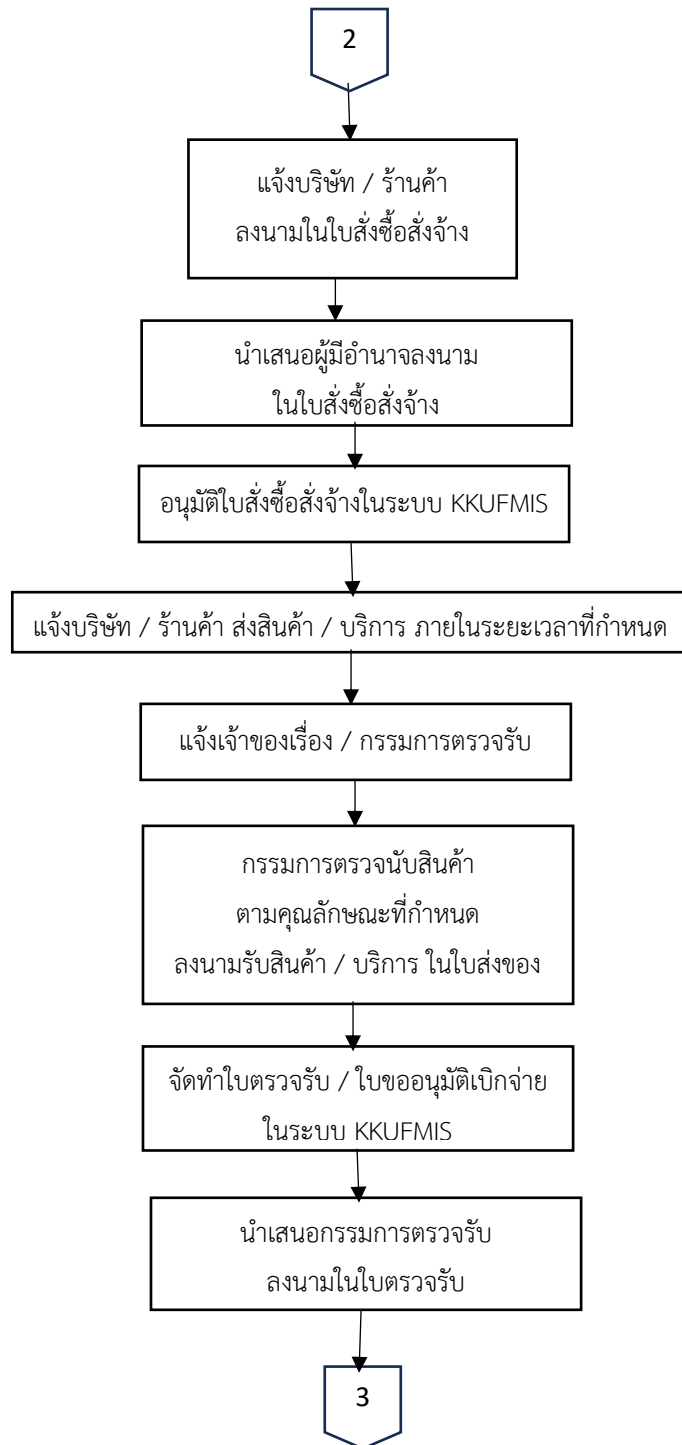 2
แจ้งบริษัท / ร้านค้า
ลงนามในใบสั่งซื้อสั่งจ้าง
นำเสนอผู้มีอำนาจลงนาม
ในใบสั่งซื้อสั่งจ้าง
อนุมัติใบสั่งซื้อสั่งจ้างในระบบ KKUFMIS
แจ้งบริษัท / ร้านค้า ส่งสินค้า / บริการ ภายในระยะเวลาที่กำหนด
แจ้งเจ้าของเรื่อง / กรรมการตรวจรับ
กรรมการตรวจนับสินค้า
ตามคุณลักษณะที่กำหนด
ลงนามรับสินค้า / บริการ ในใบส่งของ
จัดทำใบตรวจรับ / ใบขออนุมัติเบิกจ่าย
ในระบบ KKUFMIS
นำเสนอกรรมการตรวจรับ
ลงนามในใบตรวจรับ
3